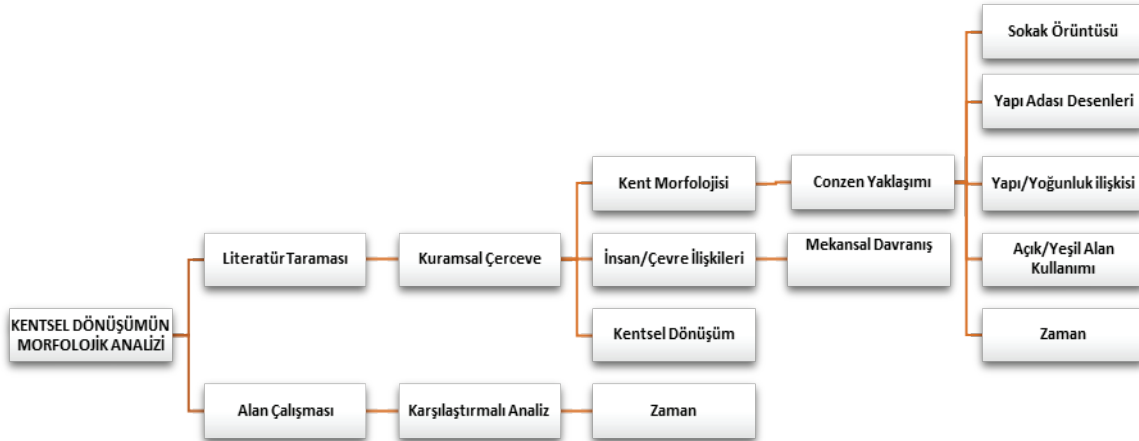 Sokak Örüntüsü
Yapı Adası Desenleri
Kent Morfolojisi
Conzen Yaklaşımı
Yapı/Yoğunluk ilişkisi
Literatür Taraması
Kuramsal Çerceve
İnsan/Çevre İlişkileri
Mekansal Davranış
Açık/Yeşil Alan
Kullanımı
KENTSEL DÖNÜŞÜMÜN
MORFOLOJİK ANALİZİ
Kentsel Dönüşüm
Zaman
Alan Çalışması
Karşılaştırmalı Analiz
Zaman